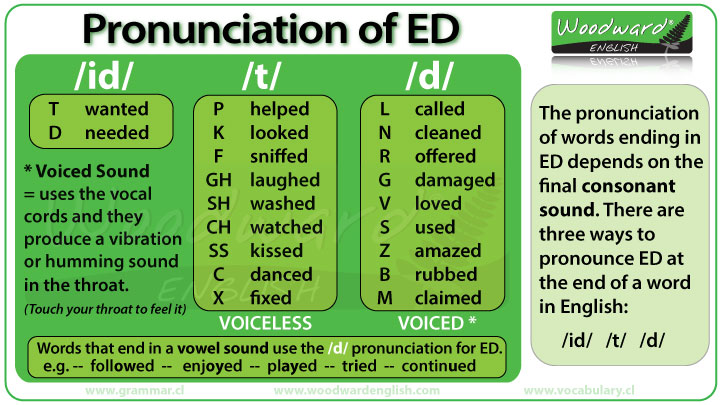 Pronunciation of ED
Woodward®
ENGLISH
/id/
T wanted
D needed
* Voiced Sound
= uses the vocal
cords and they
produce a vibration
or humming sound
in the throat.
(Touch your throat to feel it)
/t/
P helped
K looked
F sniffed
GH laughed
SH washed
CH watched
SS kissed
C danced
X fixed
VOICELESS
/d/
L called
N cleaned
R offered
G damaged
V loved
S used
Z amazed
B rubbed
M claimed
VOICED *
Woodward
ENGLISH
Words that end in a vowel sound use the /d/ pronunciation for ED.
e.g. -- followed -- enjoyed -- played -- tried -- continued
The pronunciation
of words ending in
ED depends on the
final consonant
sound. There are
three ways to
pronounce ED at
the end of a word
in English:
/id/ /t/ /d/
www.grammar.cl www.woodwardenglish.com www.vocabulary.cl